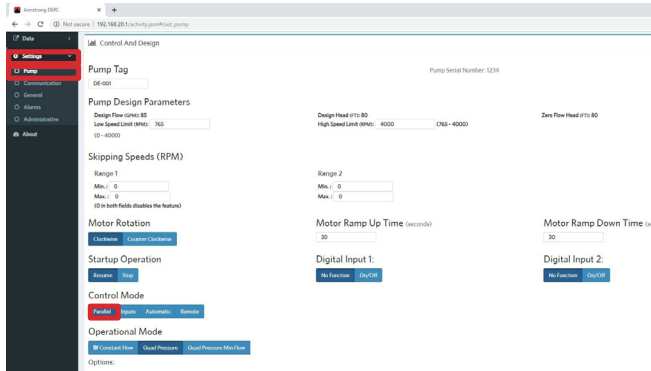 Armstrong DEPC
Not secure | 192.168.20.1/activity.json#/set_pump
Data
Control And Design
Settings
Pump
Communication
General
Alarms
Administrative
About
Pump Tag
Pump Serial Number: 1234
DE-001
Pump Design Parameters
Design Flow (GPM): 85
Design Head (FT): 80
Zero Flow Head (FT): 80
Low Speed Limit (RPM): 765
High Speed Limit (RPM): 4000 (765 - 4000)
(0 - 4000)
Skipping Speeds (RPM)
Range 1
Range 2
Min.: 0
Min.: 0
Max.: 0
Max.: 0
(0 in both fields disables the feature)
Motor Rotation
Motor Ramp Up Time (seconds)
Motor Ramp Down Time (s
Clockwise Counter Clockwise
30
30
Startup Operation
Digital Input 1:
Digital Input 2:
Resume Stop
No Function On/Off
No Function On/Off
Control Mode
Parallel Inputs Automatic Remote
Operational Mode
Constant Flow Quad Pressure Quad Pressure Min Flow
Options: